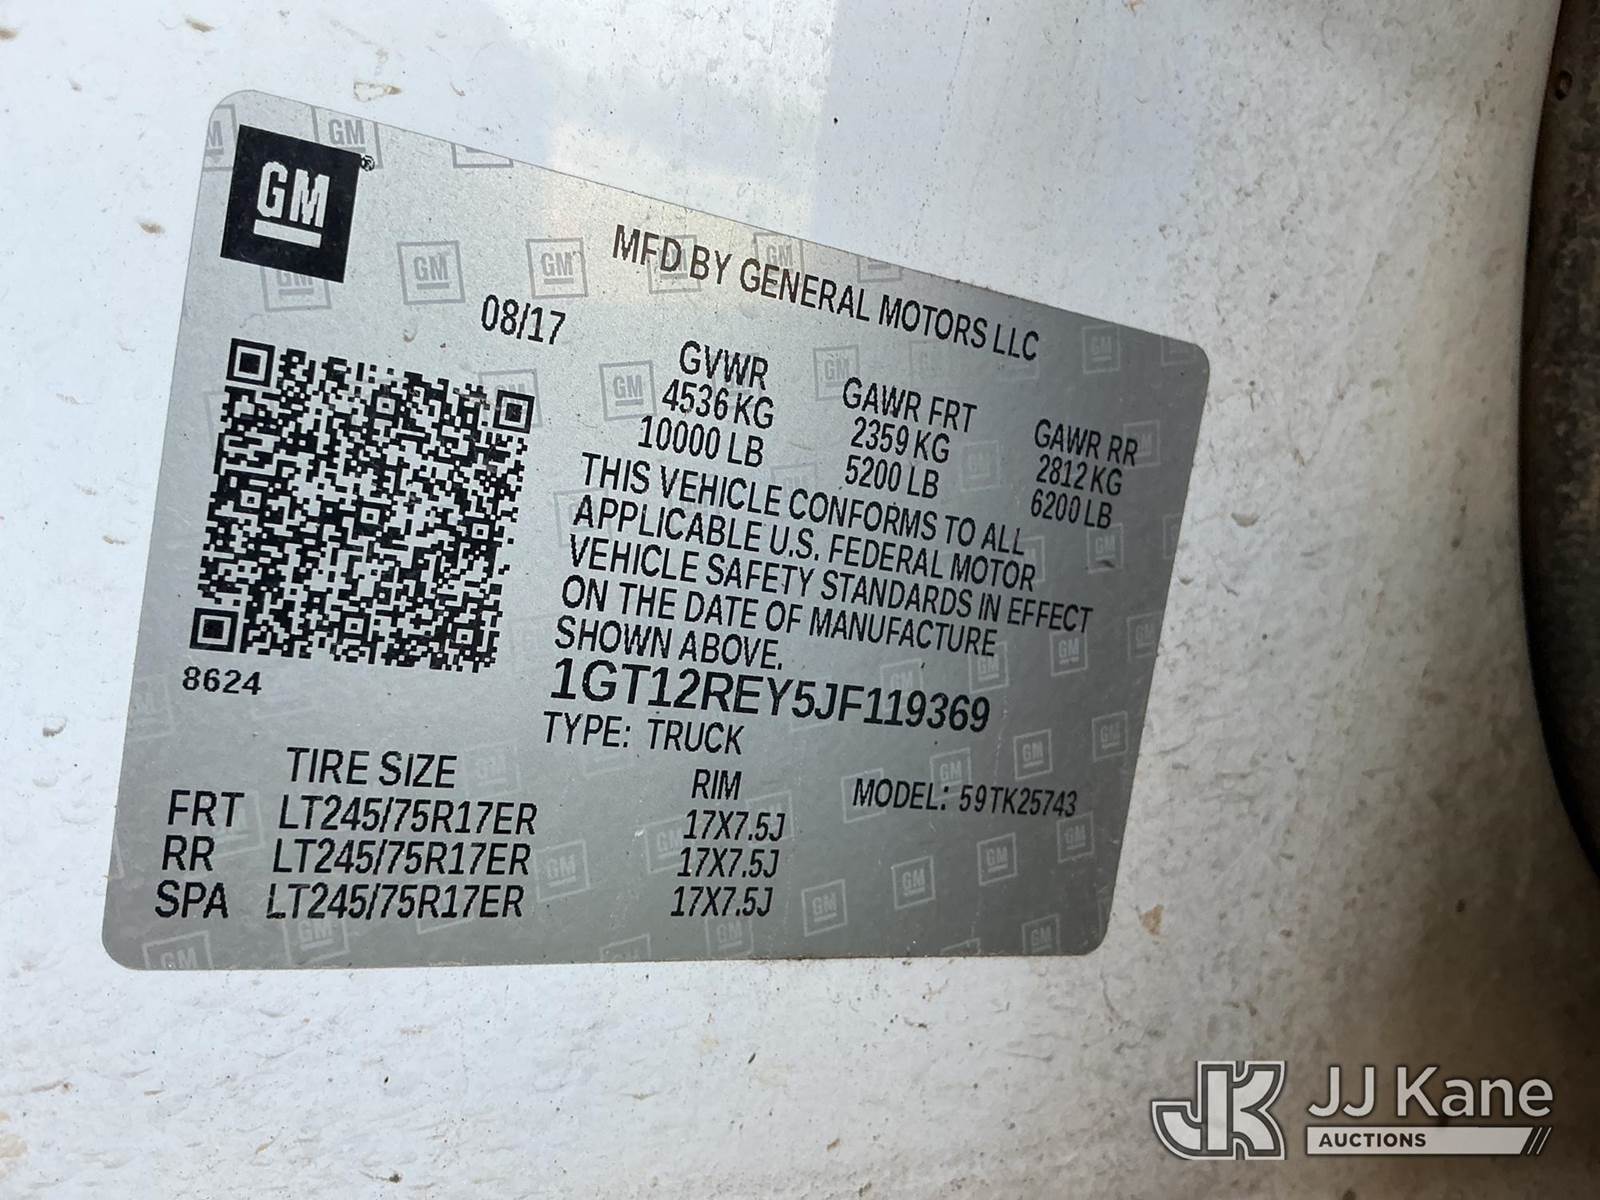 GM
MFD BY GENERAL MOTORS LLC
08/17
GVWR GAWR FRT GAWR RR
4536 KG 2359 KG 2812 KG
10000 LB 5200 LB 6200 LB
THIS VEHICLE CONFORMS TO ALL
APPLICABLE U.S. FEDERAL MOTOR
VEHICLE SAFETY STANDARDS IN EFFECT
ON THE DATE OF MANUFACTURE
SHOWN ABOVE.
8624
1GT12REY5JF119369
TYPE: TRUCK
TIRE SIZE RIM MODEL: 59TK25743
FRT LT245/75R17ER 17X7.5J
RR LT245/75R17ER 17X7.5J
SPA LT245/75R17ER 17X7.5J
JK JJ Kane
AUCTIONS